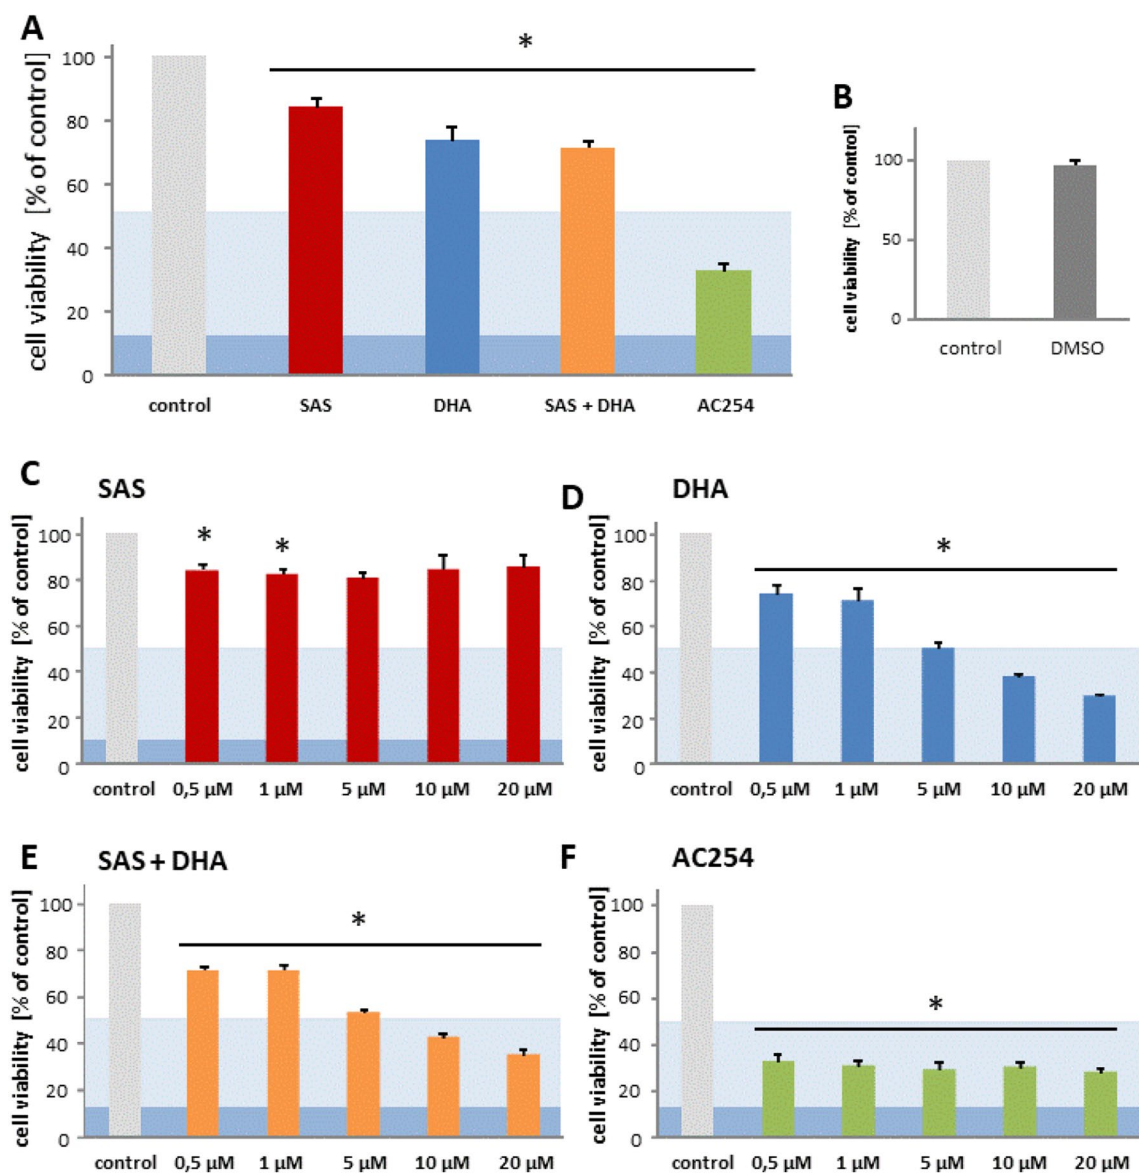 A
cell viability [% of control]
*
100
80
60
40
20
0
control SAS DHA SAS + DHA AC254
B
cell viability [% of control]
100
50
0
control DMSO
C SAS
cell viability [% of control]
100
80
60
40
20
0
* *
control 0,5 µM 1 µM 5 µM 10 µM 20 µM
D DHA
cell viability [% of control]
100
80
60
40
20
0
*
control 0,5 µM 1 µM 5 µM 10 µM 20 µM
E SAS + DHA
cell viability [% of control]
100
80
60
40
20
0
*
control 0,5 µM 1 µM 5 µM 10 µM 20 µM
F AC254
cell viability [% of control]
100
80
60
40
20
0
*
control 0,5 µM 1 µM 5 µM 10 µM 20 µM